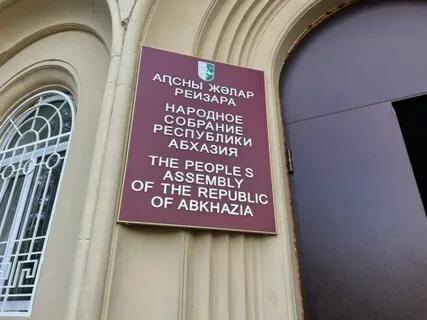 АԤСНЫ ЖӘЛАР
РЕИЗАРА
НАРОДНОЕ
СОБРАНИЕ
РЕСПУБЛИКИ
АБХАЗИЯ
THE PEOPLE S
ASSEMBLY
OF THE REPUBLIC
OF ABKHAZIA